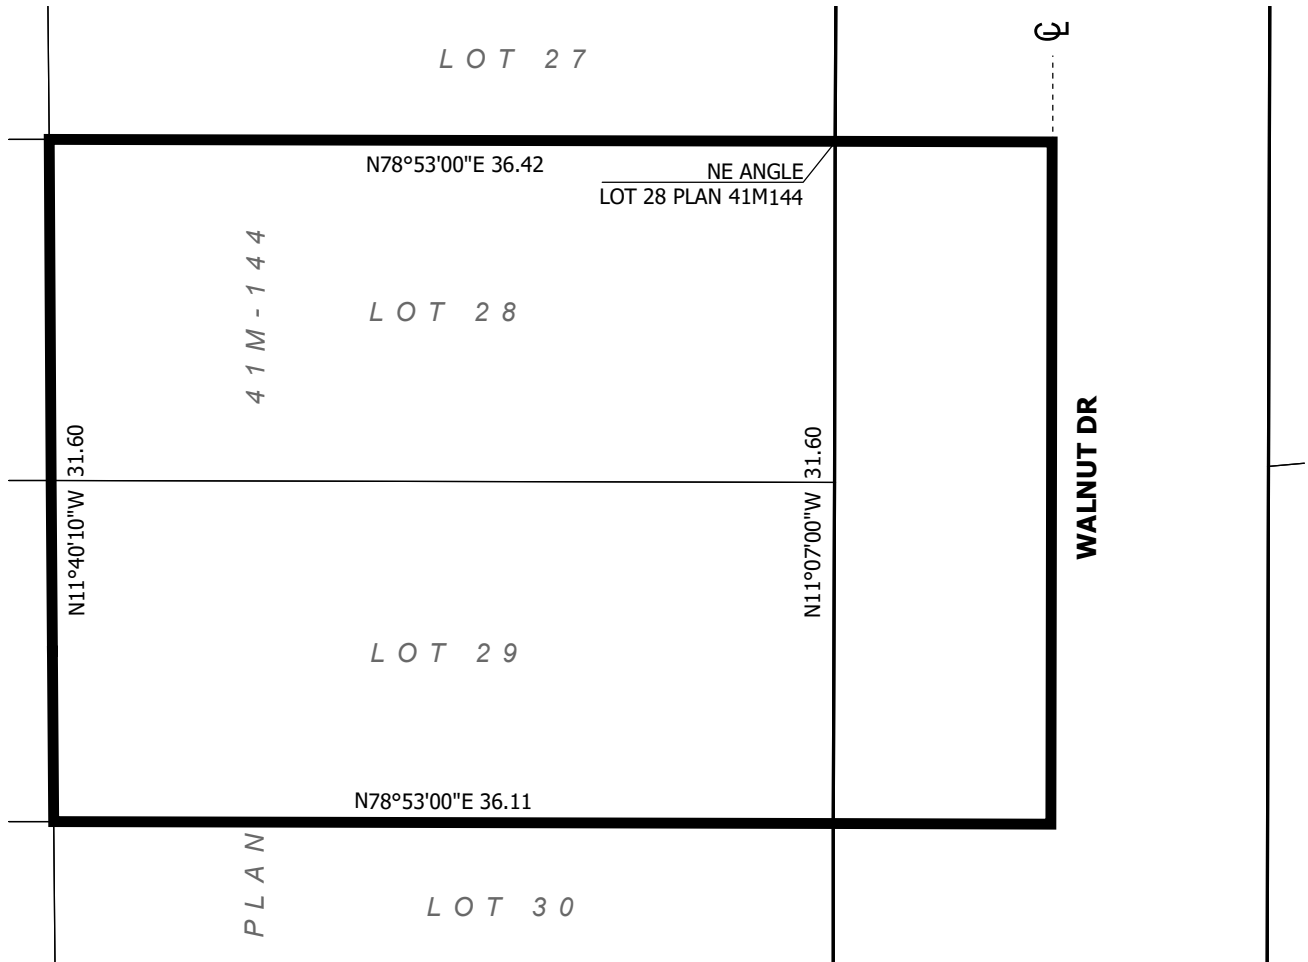 LOT 27
℄
N78°53'00"E 36.42
NE ANGLE
LOT 28 PLAN 41M144
LOT 28
PLAN 41M-144
N11°40'10"W 31.60
N11°07'00"W 31.60
WALNUT DR
LOT 29
N78°53'00"E 36.11
LOT 30